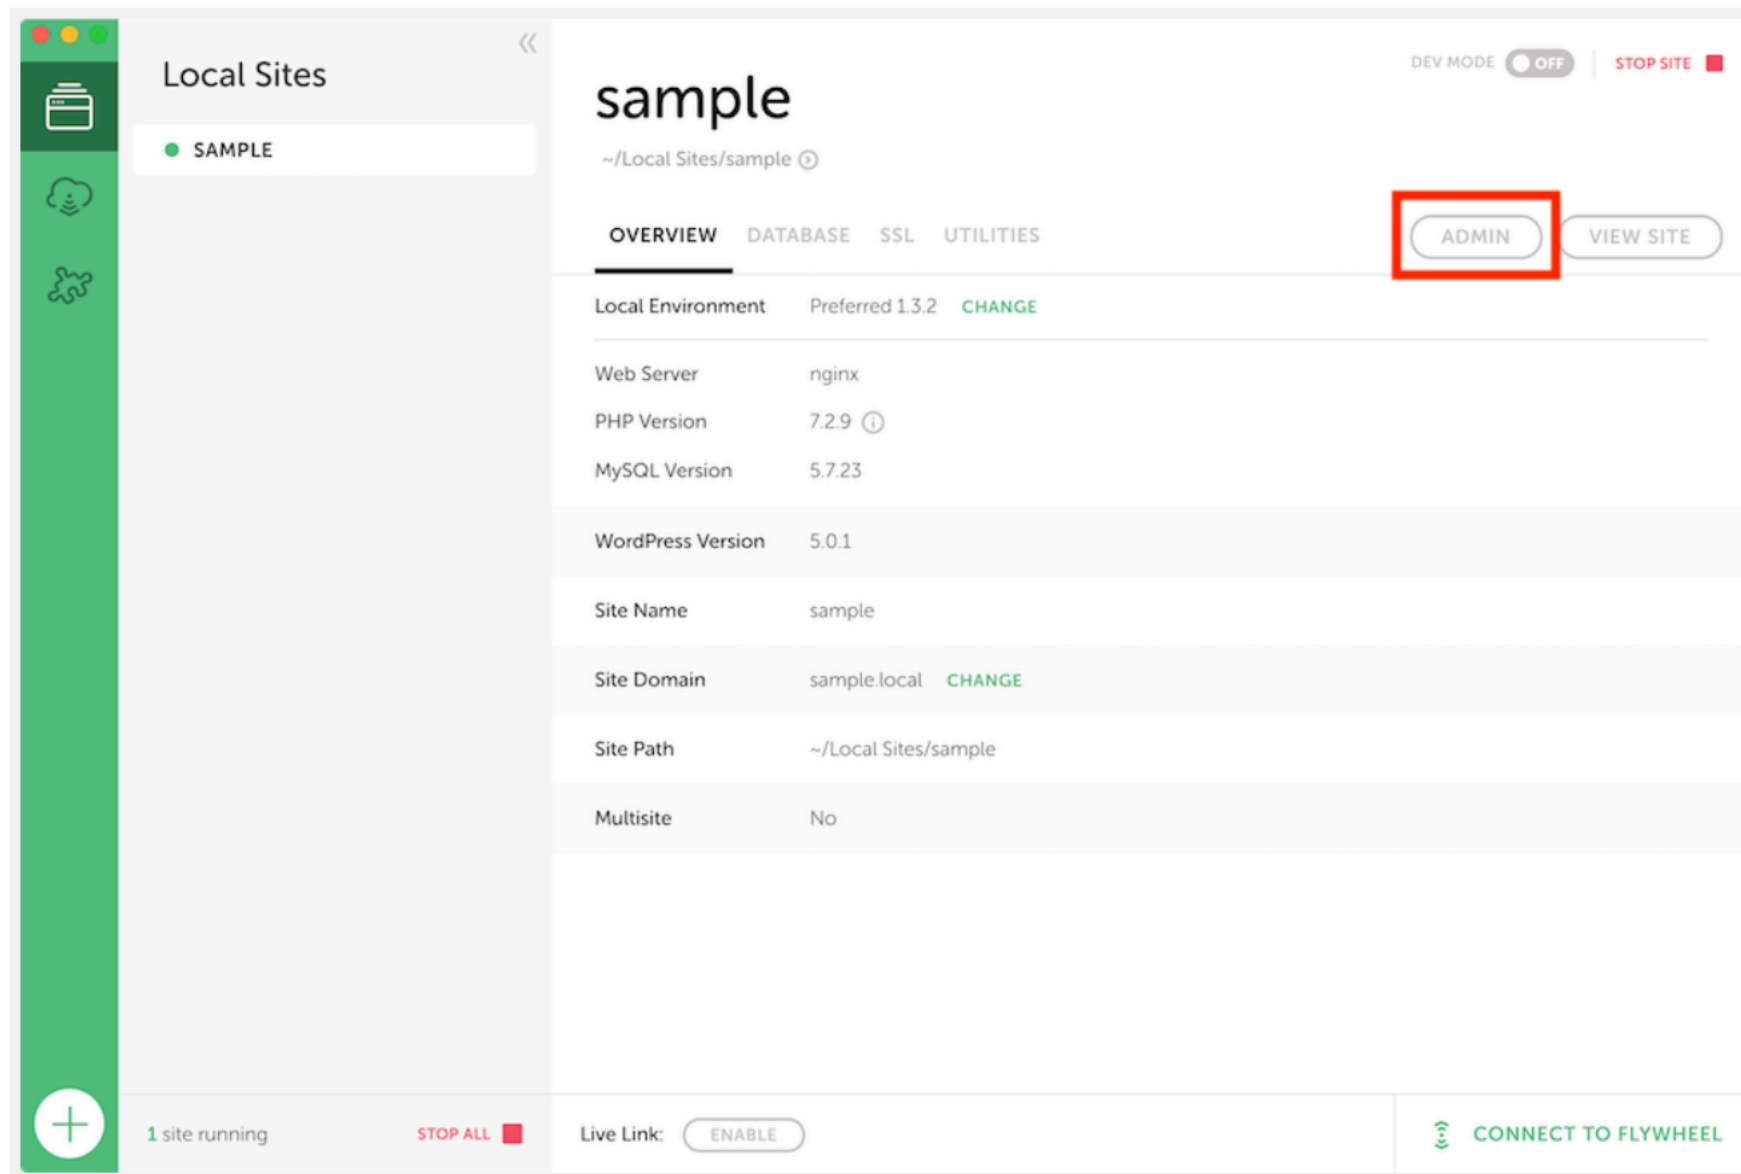 Local Sites
SAMPLE
1 site running
STOP ALL
sample
~/Local Sites/sample
DEV MODE OFF STOP SITE
OVERVIEW DATABASE SSL UTILITIES
ADMIN VIEW SITE
Local Environment Preferred 1.3.2 CHANGE
Web Server nginx
PHP Version 7.2.9
MySQL Version 5.7.23
WordPress Version 5.0.1
Site Name sample
Site Domain sample.local CHANGE
Site Path ~/Local Sites/sample
Multisite No
Live Link: ENABLE
CONNECT TO FLYWHEEL